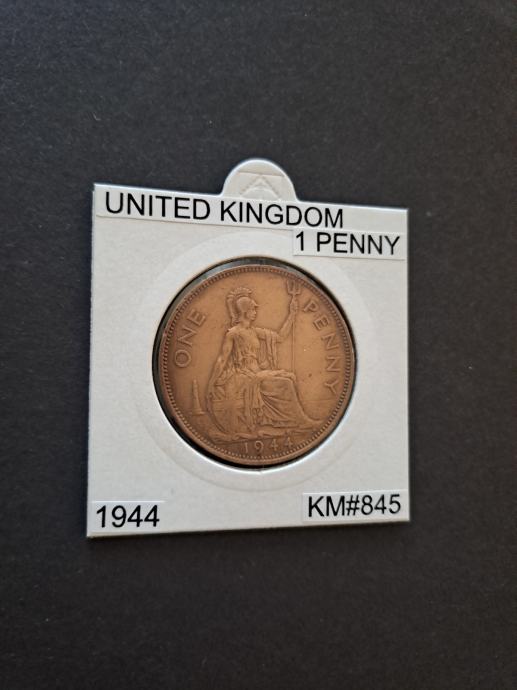 UNITED KINGDOM
1 PENNY
ONE PENNY
1944
1944
KM#845